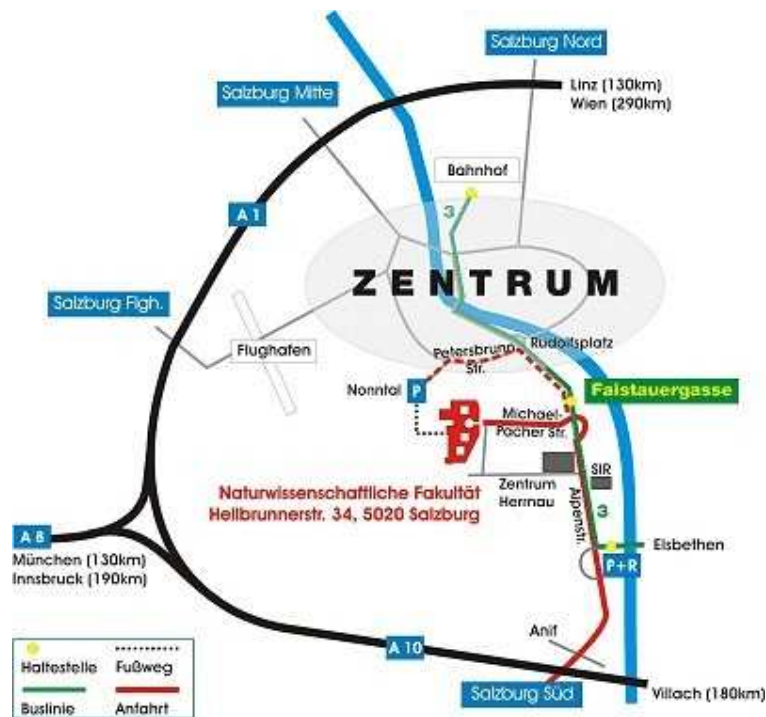 Salzburg Nord
Linz (130km)
Wien (290km)
Salzburg Mitte
Bahnhof
3
A 1
ZENTRUM
Salzburg Flgh.
Flughafen
Rudolfsplatz
Petersbrunn
Str.
Nonntal
P
Falstauergasse
Michael-
Pacher Str.
SIR
Zentrum
Herrnau
Naturwissenschaftliche Fakultät
Hellbrunnerstr. 34, 5020 Salzburg
Alpenstr.
3
A 8
Elsbethen
München (130km)
Innsbruck (190km)
P+R
Anif
A 10
Haltestelle
Fußweg
Salzburg Süd
Villach (180km)
Buslinie
Anfahrt